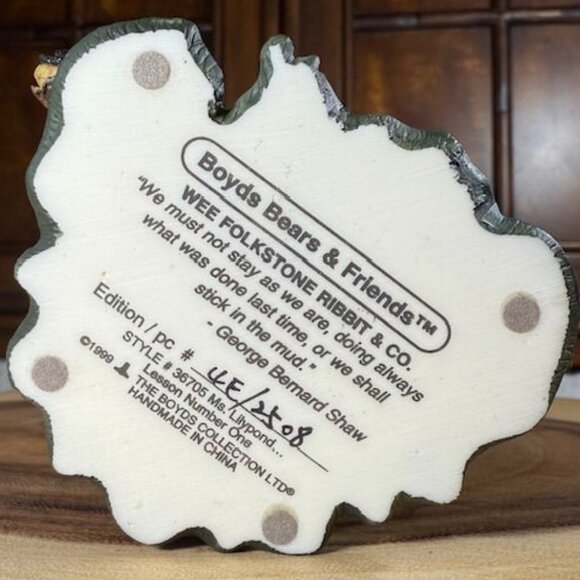 Boyds Bears & Friends™
WEE FOLKSTONE RIBBIT & CO.
"We must not stay as we are, doing always
what was done last time, or we shall
stick in the mud."
- George Bernard Shaw
Edition / pc # 4E/2508
STYLE # 36705 Ms. Lilypond...
Lesson Number One
©1999 THE BOYDS COLLECTION LTD®
HANDMADE IN CHINA